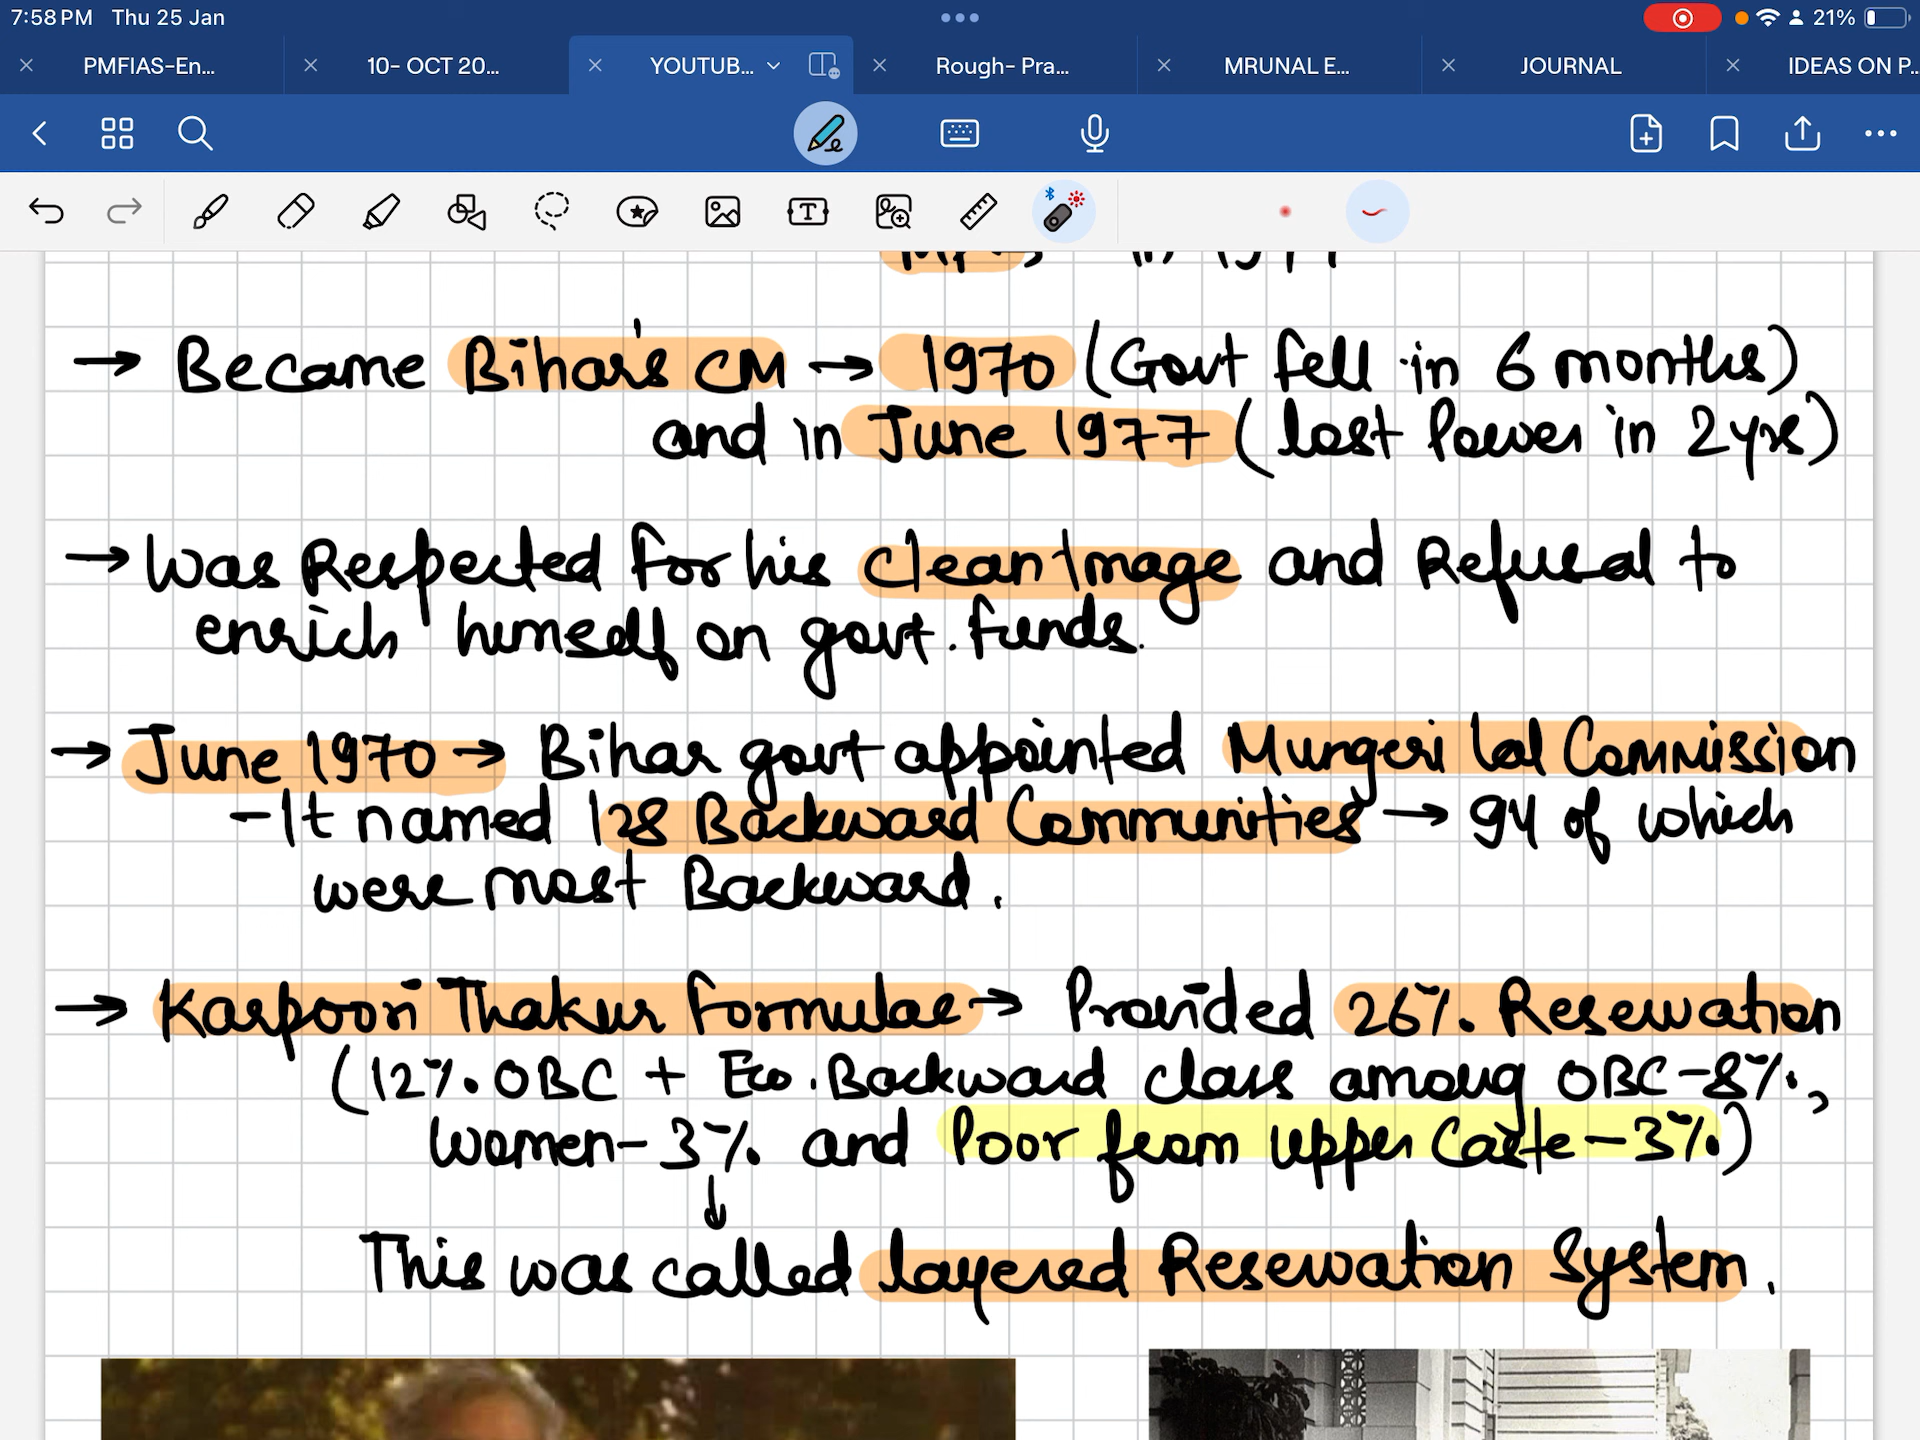 7:58 PM Thu 25 Jan
21%
PMFIAS-En...
10- OCT 20...
YOUTUB...
Rough- Pra...
MRUNAL E...
JOURNAL
IDEAS ON P...
→ Became Bihar's CM → 1970 (Govt fell in 6 months)
and in June 1977 (lost Power in 2 yrs)
→ Was Respected for his clean Image and Refusal to
enrich himself on govt. funds.
→ June 1970 → Bihar govt appointed Mungeri Lal Commission
- It named 128 Backward Communities → 94 of which
were most Backward.
→ Karpoori Thakur Formulae → Provided 26% Reservation
(12% OBC + Eco. Backward class among OBC-8%,
women-3% and Poor from upper Caste-3%)
↓
This was called layered Reservation System.